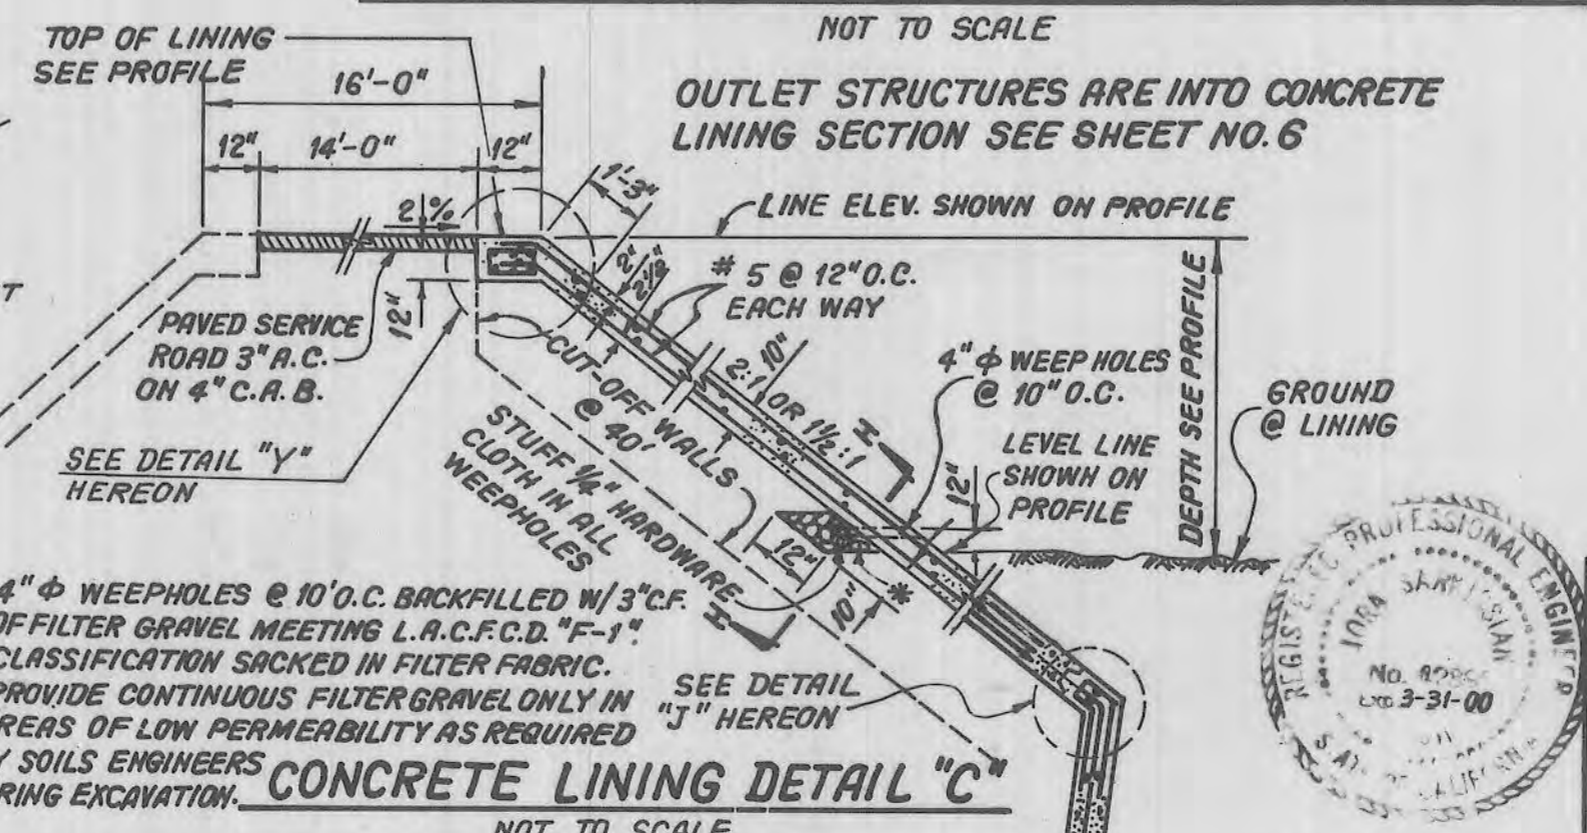 NOT TO SCALE
TOP OF LINING
SEE PROFILE
16'-0"
OUTLET STRUCTURES ARE INTO CONCRETE
LINING SECTION SEE SHEET NO. 6
12"
14'-0"
12"
1'-3"
2%
LINE ELEV. SHOWN ON PROFILE
2"
2½"
# 5 @ 12" O.C.
EACH WAY
T
12"
PAVED SERVICE
ROAD 3" A.C.
ON 4" C.A.B.
CUT-OFF WALLS
@ 40'
10"
2:1 OR 1½:1
4" ϕ WEEP HOLES
@ 10" O.C.
DEPTH SEE PROFILE
GROUND
@ LINING
SEE DETAIL "Y"
HEREON
STUFF ¼" HARDWARE
CLOTH IN ALL
WEEPHOLES
H
LEVEL LINE
SHOWN ON
PROFILE
12"
12"
10"
*
H
4" ϕ WEEPHOLES @ 10' O.C. BACKFILLED W/ 3" C.F.
OF FILTER GRAVEL MEETING L.A.C.F.C.D. "F-1"
CLASSIFICATION SACKED IN FILTER FABRIC.
PROVIDE CONTINUOUS FILTER GRAVEL ONLY IN
REAS OF LOW PERMEABILITY AS REQUIRED
Y SOILS ENGINEERS
RING EXCAVATION.
SEE DETAIL
"J" HEREON
CONCRETE LINING DETAIL "C"
NOT TO SCALE
PROFESSIONAL ENGINEER
No.
3-31-00